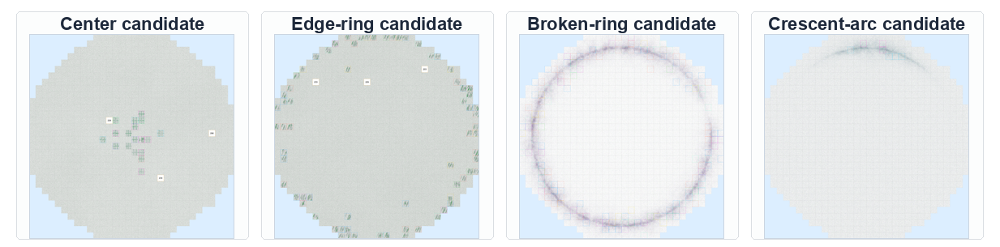 Center candidate
Edge-ring candidate
Broken-ring candidate
Crescent-arc candidate